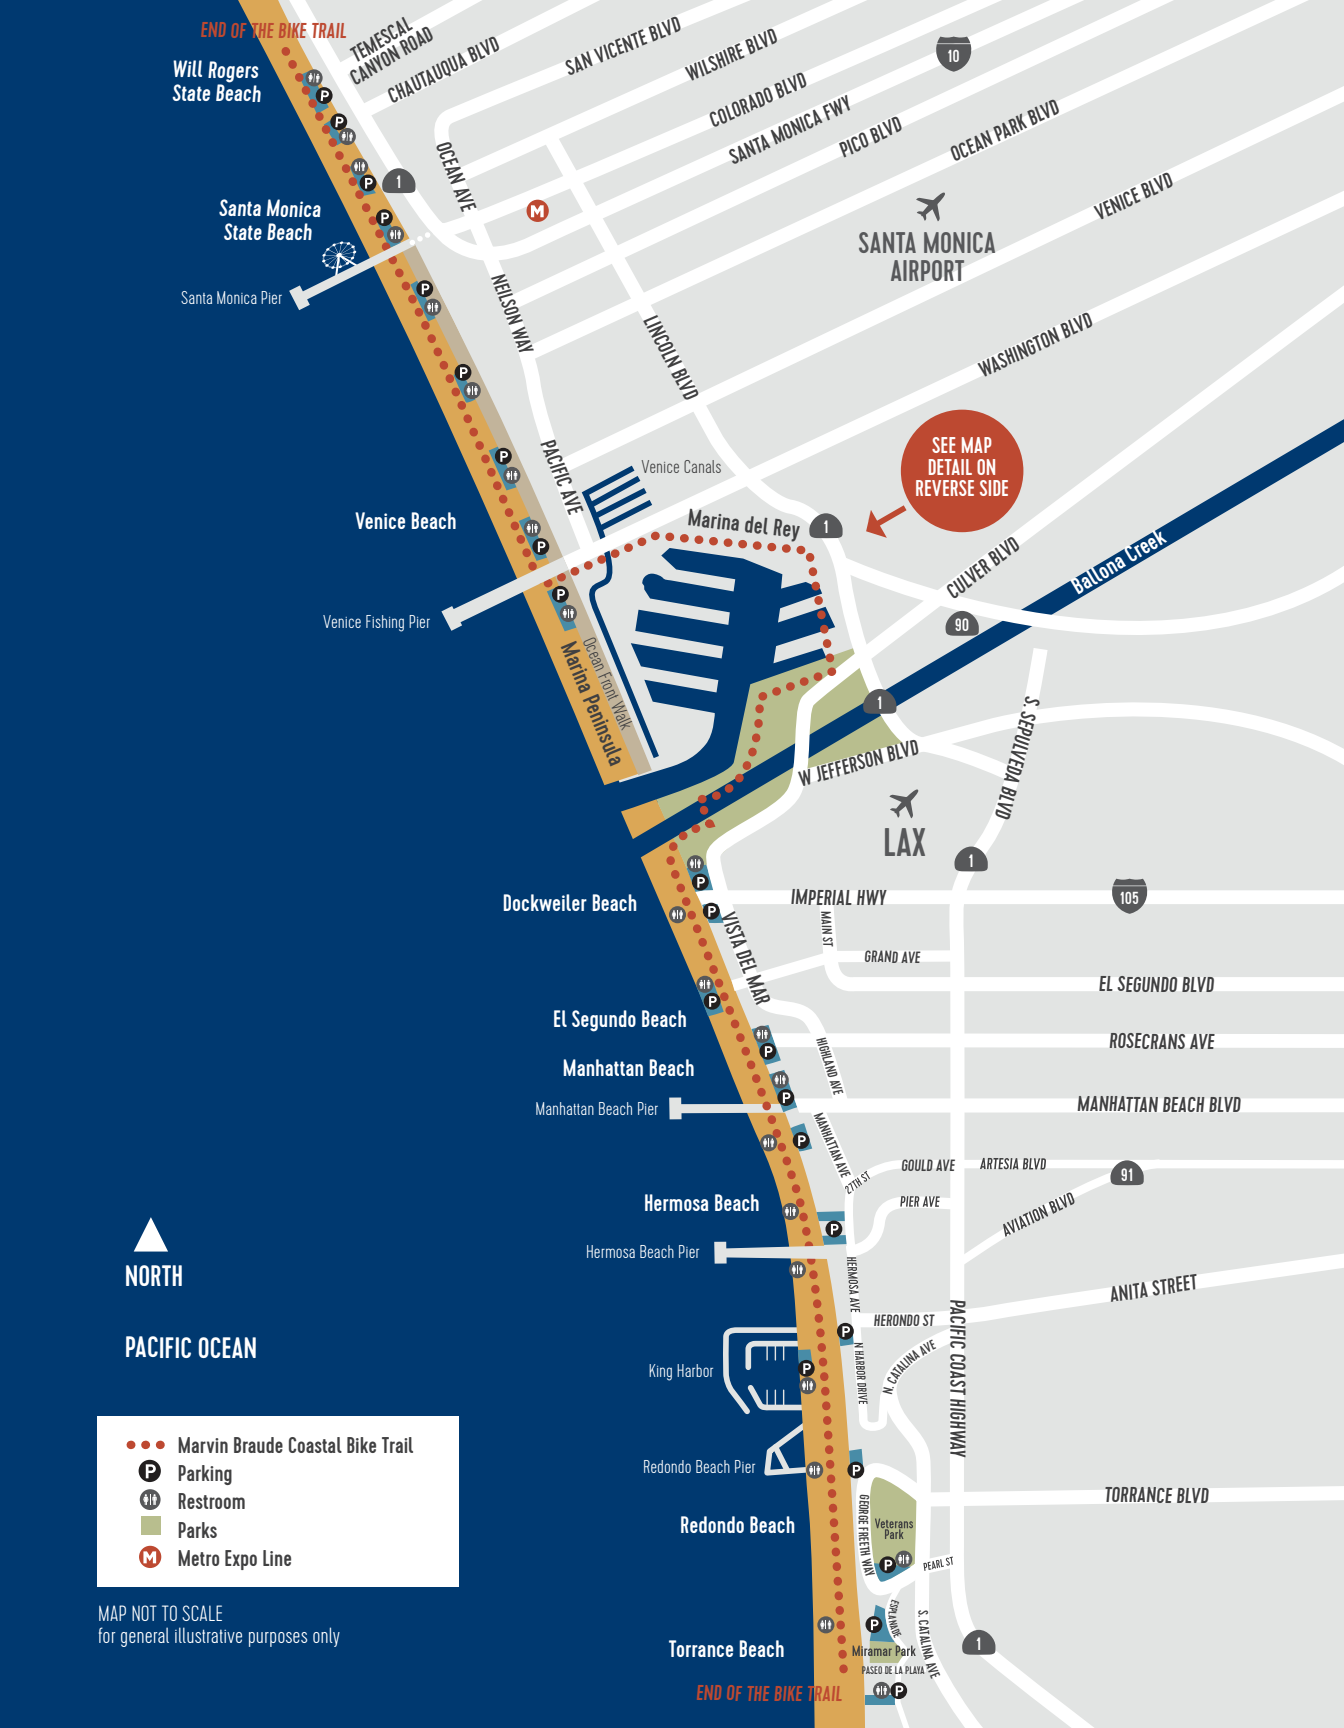 END OF THE BIKE TRAIL
Will Rogers
State Beach
TEMESCAL
CANYON ROAD
CHAUTAUQUA BLVD
SAN VICENTE BLVD
WILSHIRE BLVD
COLORADO BLVD
SANTA MONICA FWY
PICO BLVD
10
OCEAN PARK BLVD
VENICE BLVD
OCEAN AVE
1
M
Santa Monica
State Beach
Santa Monica Pier
SANTA MONICA
AIRPORT
NEILSON WAY
LINCOLN BLVD
WASHINGTON BLVD
PACIFIC AVE
Venice Canals
SEE MAP
DETAIL ON
REVERSE SIDE
Venice Beach
Marina del Rey
1
CULVER BLVD
Ballona Creek
90
Venice Fishing Pier
Ocean Front Walk
Marina Peninsula
1
W JEFFERSON BLVD
S. SEPULVEDA BLVD
LAX
1
Dockweiler Beach
IMPERIAL HWY
105
MAIN ST
VISTA DEL MAR
GRAND AVE
EL SEGUNDO BLVD
El Segundo Beach
ROSECRANS AVE
HIGHLAND AVE
Manhattan Beach
Manhattan Beach Pier
MANHATTAN BEACH BLVD
MANHATTAN AVE
27TH ST
GOULD AVE
ARTESIA BLVD
91
Hermosa Beach
PIER AVE
AVIATION BLVD
Hermosa Beach Pier
HERMOSA AVE
ANITA STREET
HERONDO ST
PACIFIC COAST HIGHWAY
N HARBOR DRIVE
N. CATALINA AVE
King Harbor
Redondo Beach Pier
TORRANCE BLVD
GEORGE FREETH WAY
Veterans
Park
Redondo Beach
PEARL ST
ESPLANADE
S. CATALINA AVE
1
Torrance Beach
Miramar Park
PASEO DE LA PLAYA
END OF THE BIKE TRAIL
NORTH
PACIFIC OCEAN
Marvin Braude Coastal Bike Trail
P Parking
Restroom
Parks
M Metro Expo Line
MAP NOT TO SCALE
for general illustrative purposes only